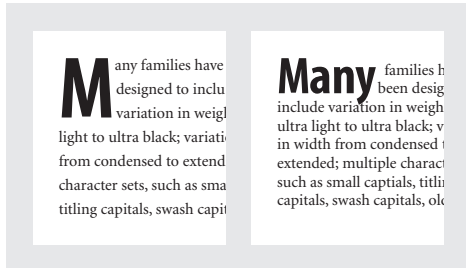 Many families have
designed to inclu
variation in weigh
light to ultra black; variati
from condensed to extend
character sets, such as sma
titling capitals, swash capit
Many families h
been desig
include variation in weigh
ultra light to ultra black; v
in width from condensed t
extended; multiple charact
such as small captials, titlin
capitals, swash capitals, old